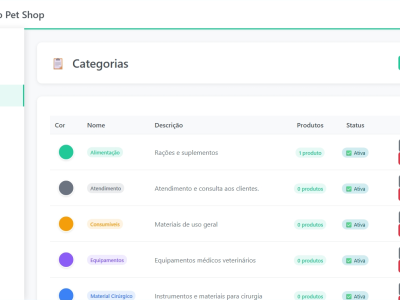 o Pet Shop
Categorias
Cor Nome Descrição Produtos Status
Alimentação Rações e suplementos 1 produto Ativa
Atendimento Atendimento e consulta aos clientes. 0 produtos Ativa
Consumíveis Materiais de uso geral 0 produtos Ativa
Equipamentos Equipamentos médicos veterinários 0 produtos Ativa
Material Cirúrgico Instrumentos e materiais para cirurgia 0 produtos Ativa